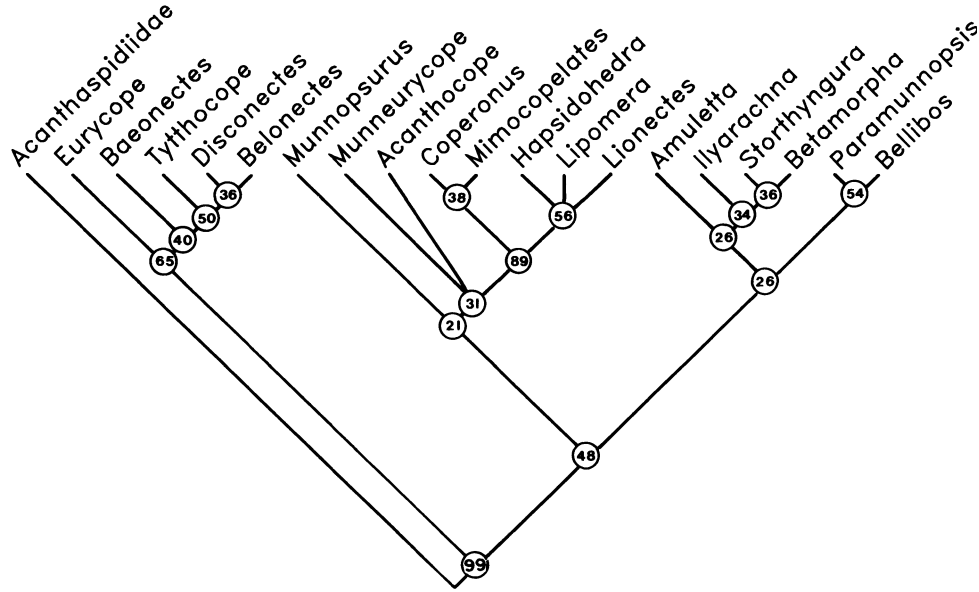 Acanthaspidiidae
Eurycope
Baeonectes
Tytthocope
Disconectes
Belonectes
Munnopsurus
Munneurycope
Acanthocope
Coperonus
Mimocopelates
Hapsidohedra
Lipomera
Lionectes
Amuletta
Ilyarachna
Storthyngura
Betamorpha
Paramunnopsis
Bellibos
36
50
40
65
38
56
89
31
21
36
34
26
54
26
48
99